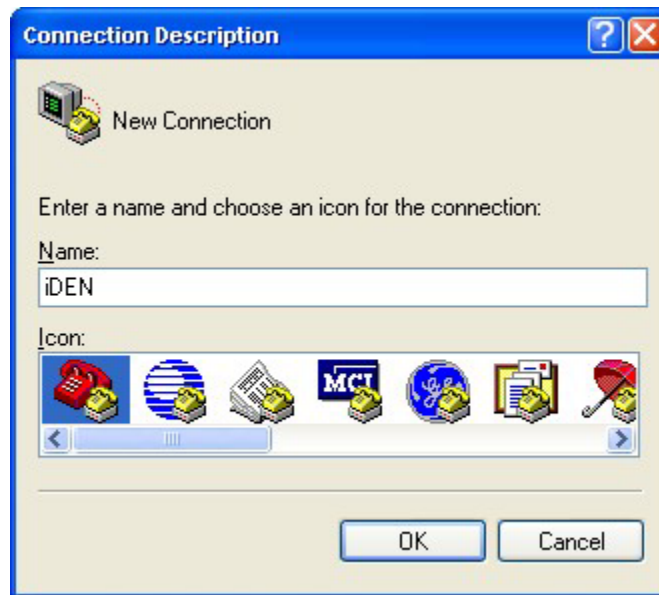 Connection Description
New Connection
Enter a name and choose an icon for the connection:
Name:
iDEN
Icon:
MCI
OK
Cancel